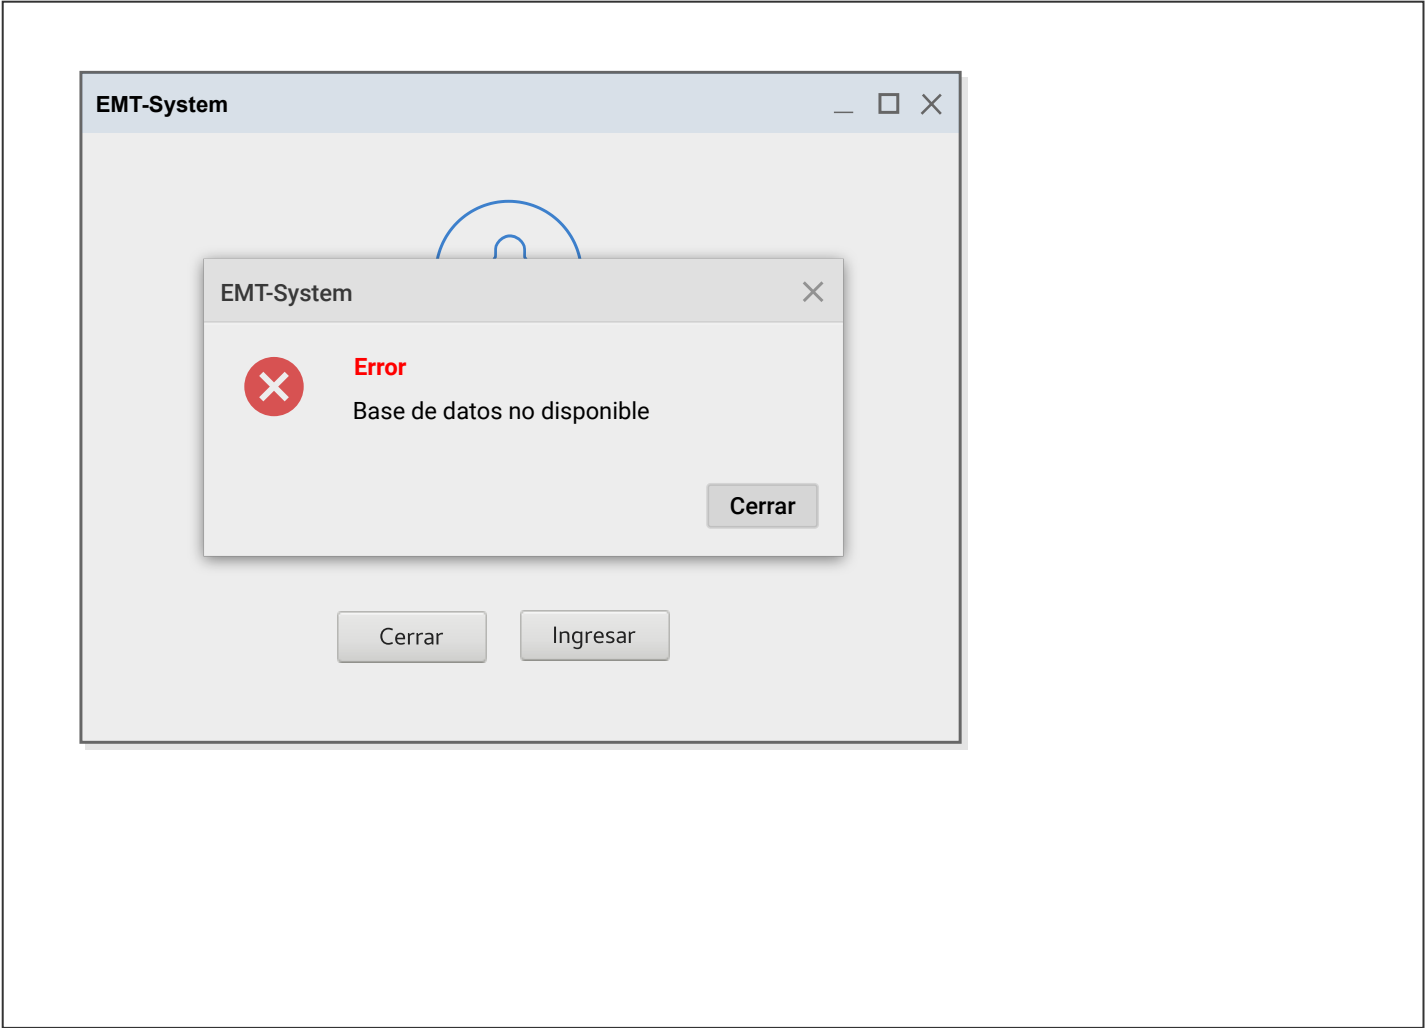 EMT-System
EMT-System
Error
Base de datos no disponible
Cerrar
Cerrar
Ingresar